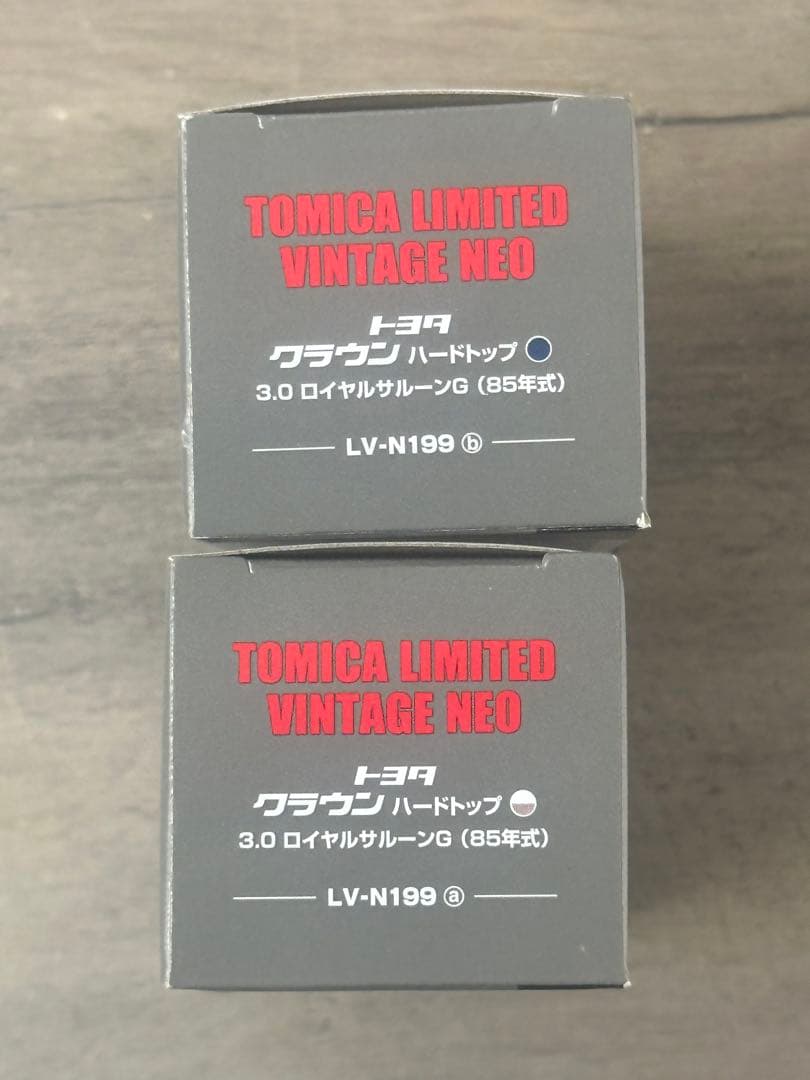 TOMICA LIMITED
VINTAGE NEO
トヨタ
クラウン ハードトップ
3.0 ロイヤルサルーンG（85年式）
LV-N199 ⓑ
TOMICA LIMITED
VINTAGE NEO
トヨタ
クラウン ハードトップ
3.0 ロイヤルサルーンG（85年式）
LV-N199 ⓐ